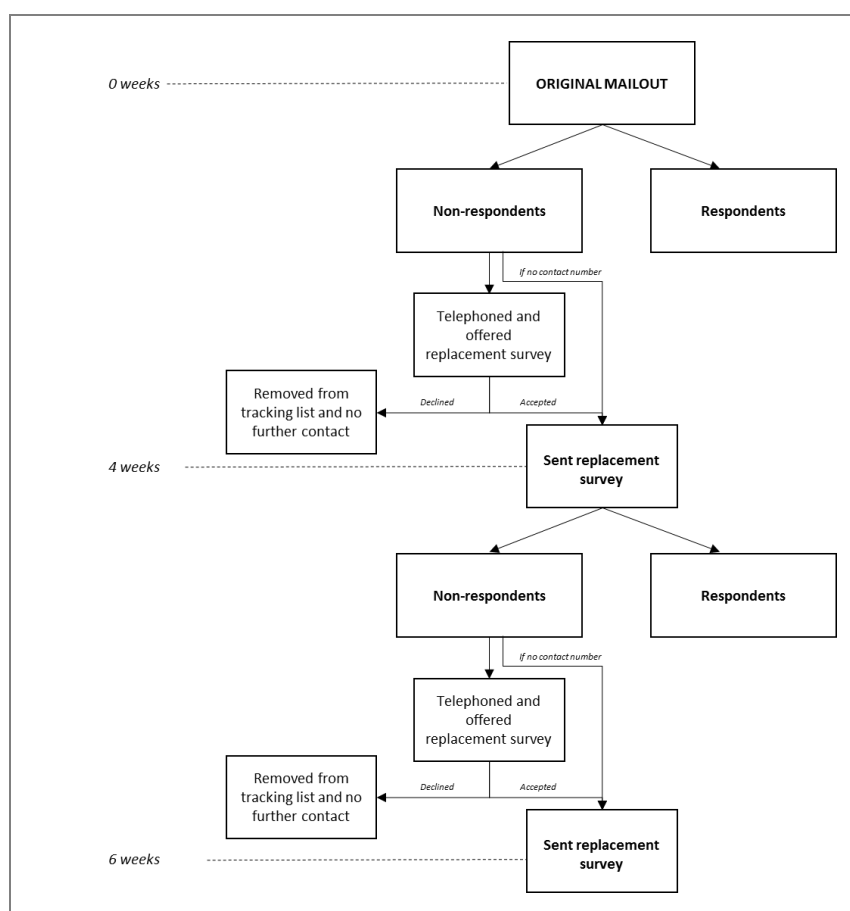 0 weeks
ORIGINAL MAILOUT
Non-respondents
Respondents
If no contact number
Telephoned and
offered
replacement survey
Removed from
tracking list and no
further contact
Declined
Accepted
4 weeks
Sent replacement
survey
Non-respondents
Respondents
If no contact number
Telephoned and
offered
replacement survey
Removed from
tracking list and no
further contact
Declined
Accepted
6 weeks
Sent replacement
survey